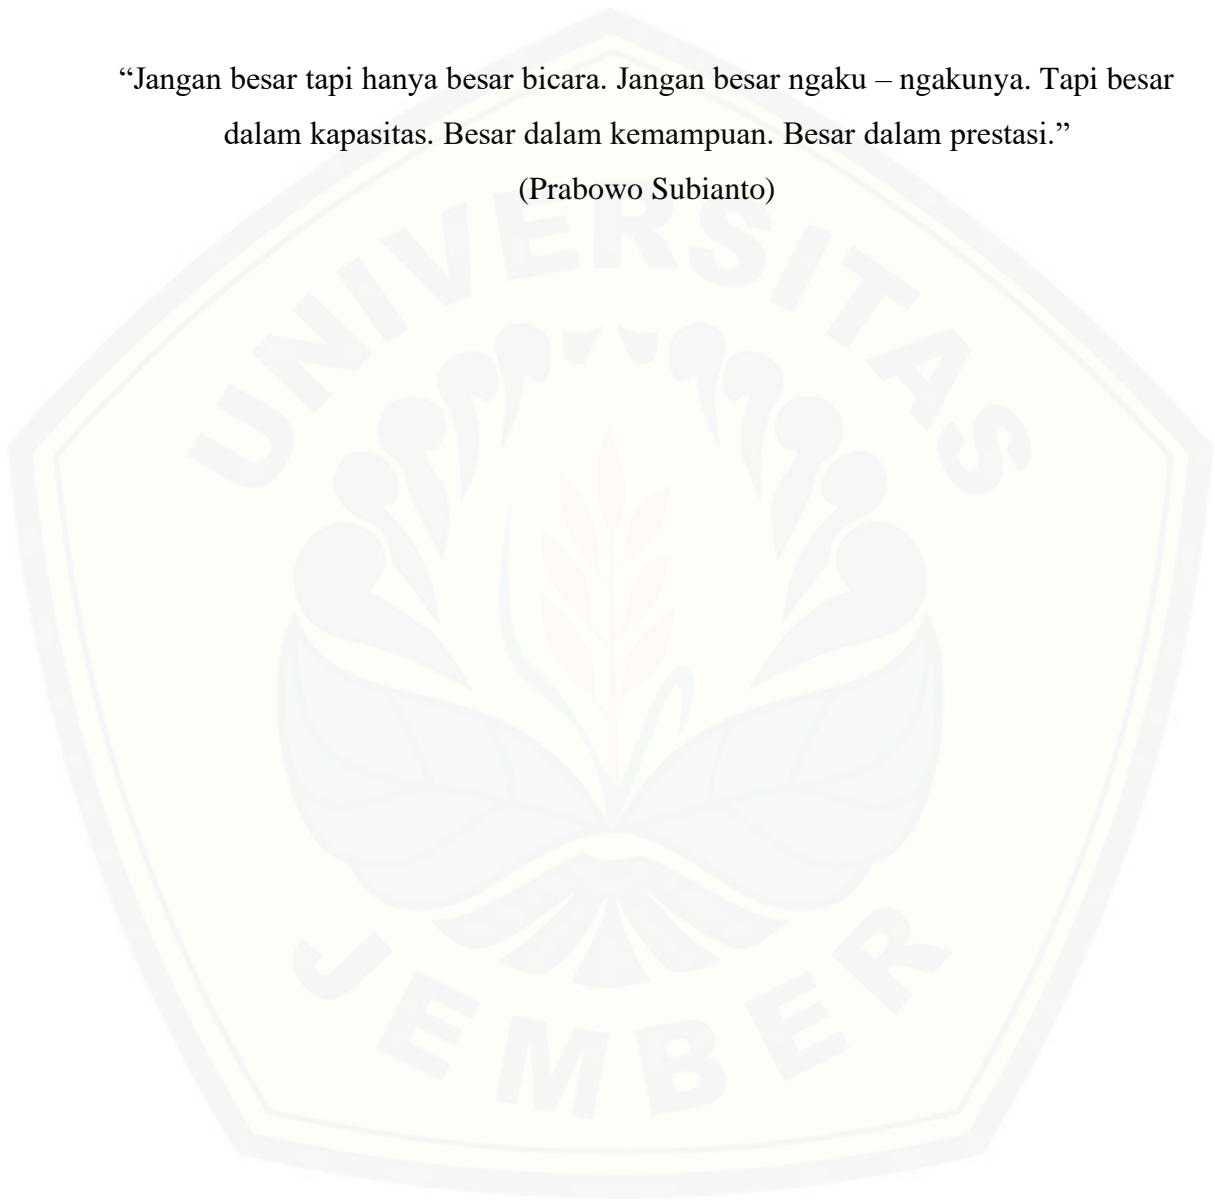 “Jangan besar tapi hanya besar bicara. Jangan besar ngaku – ngakunya. Tapi besar
dalam kapasitas. Besar dalam kemampuan. Besar dalam prestasi.”
(Prabowo Subianto)
UNIVERSITAS
JEMBER